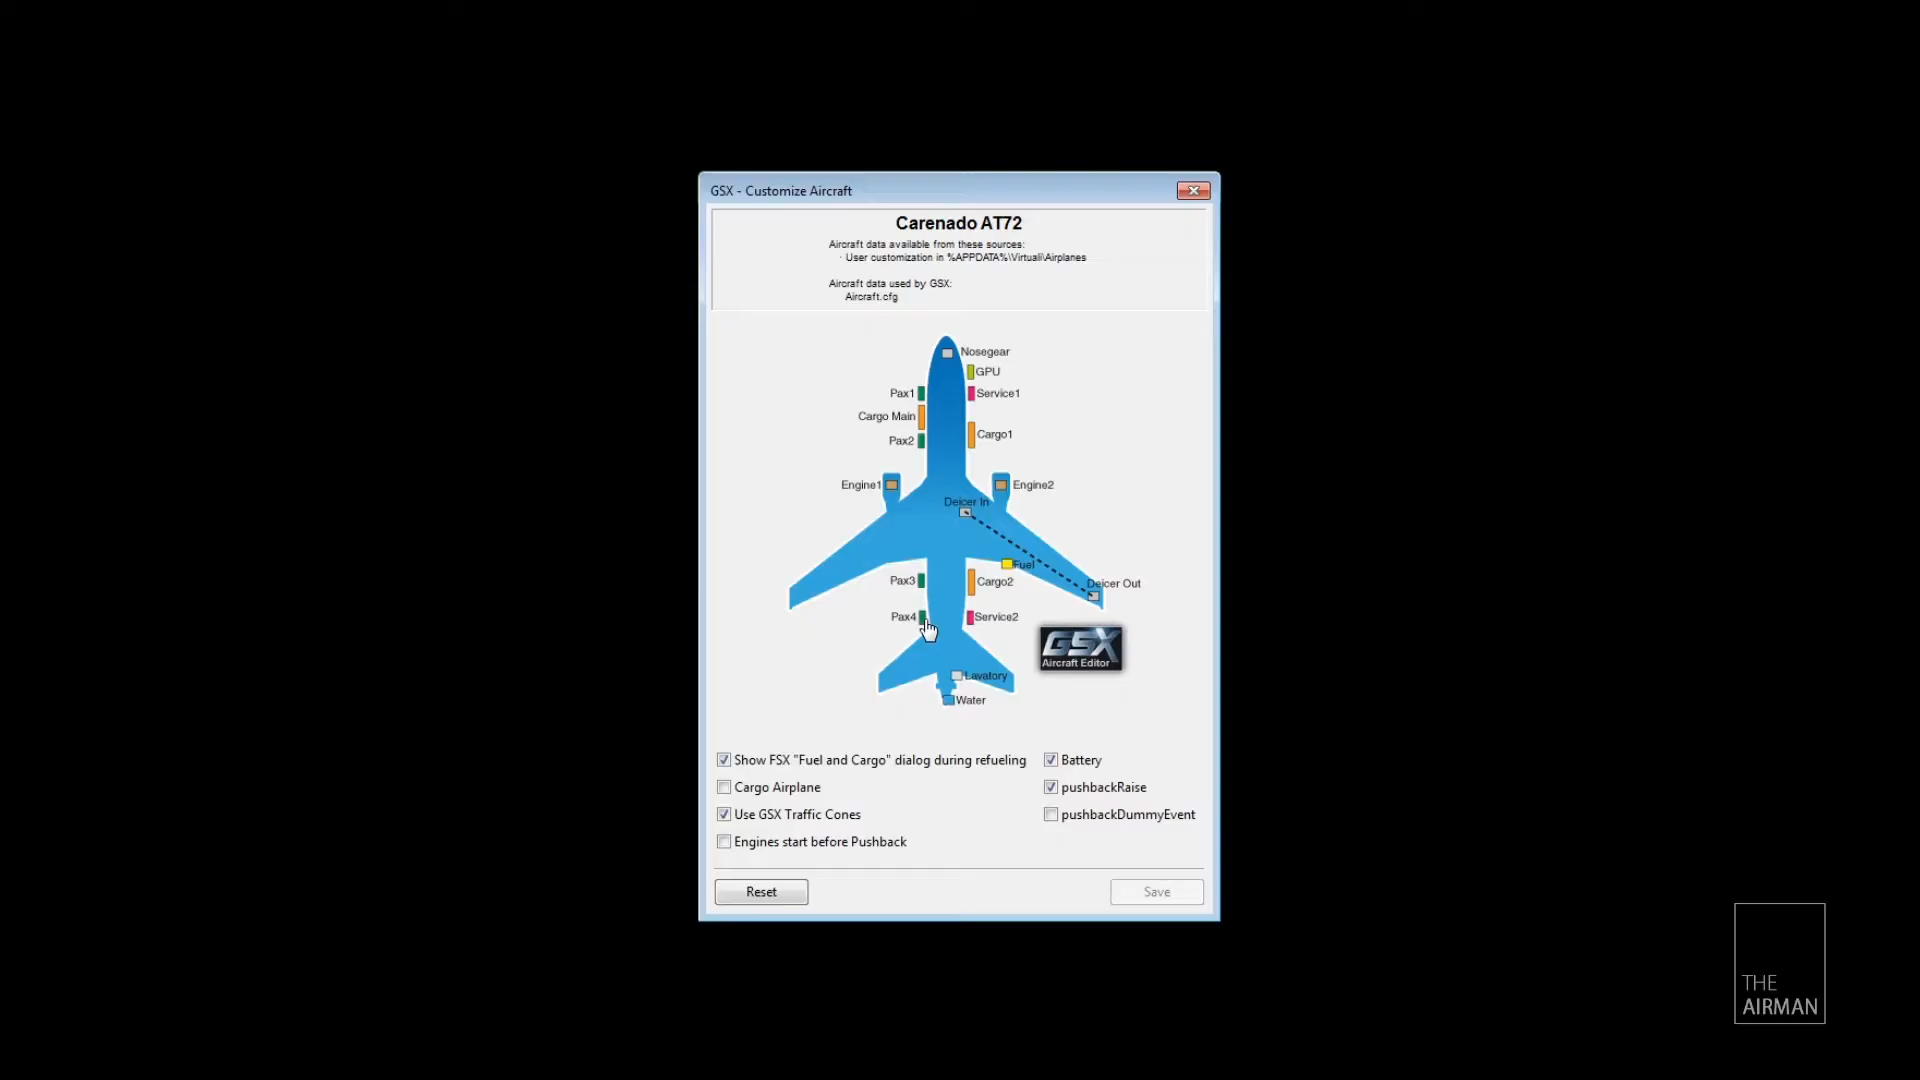 GSX - Customize Aircraft
Carenado AT72
Aircraft data available from these sources:
· User customization in %APPDATA%\Virtuali\Airplanes
Aircraft data used by GSX:
Aircraft.cfg
Nosegear
GPU
Pax1
Service1
Cargo Main
Cargo1
Pax2
Engine1
Engine2
Deicer In
Fuel
Pax3
Cargo2
Deicer Out
Pax4
Service2
GSX
Aircraft Editor
Lavatory
Water
Show FSX "Fuel and Cargo" dialog during refueling
Battery
Cargo Airplane
pushbackRaise
Use GSX Traffic Cones
pushbackDummyEvent
Engines start before Pushback
Reset
Save
THE
AIRMAN